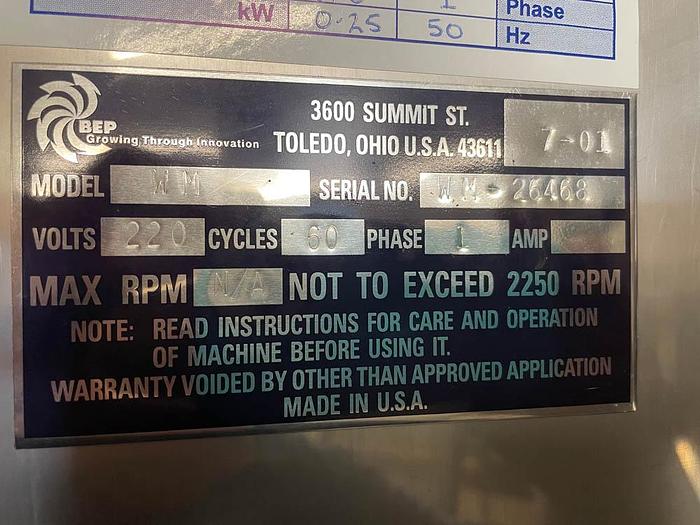 1 Phase
kW 0.25 50 Hz
BEP
Growing Through Innovation
3600 SUMMIT ST.
TOLEDO, OHIO U.S.A. 43611
7-01
MODEL WM SERIAL NO. WM-26468
VOLTS 220 CYCLES 60 PHASE 1 AMP
MAX RPM N/A NOT TO EXCEED 2250 RPM
NOTE: READ INSTRUCTIONS FOR CARE AND OPERATION
OF MACHINE BEFORE USING IT.
WARRANTY VOIDED BY OTHER THAN APPROVED APPLICATION
MADE IN U.S.A.